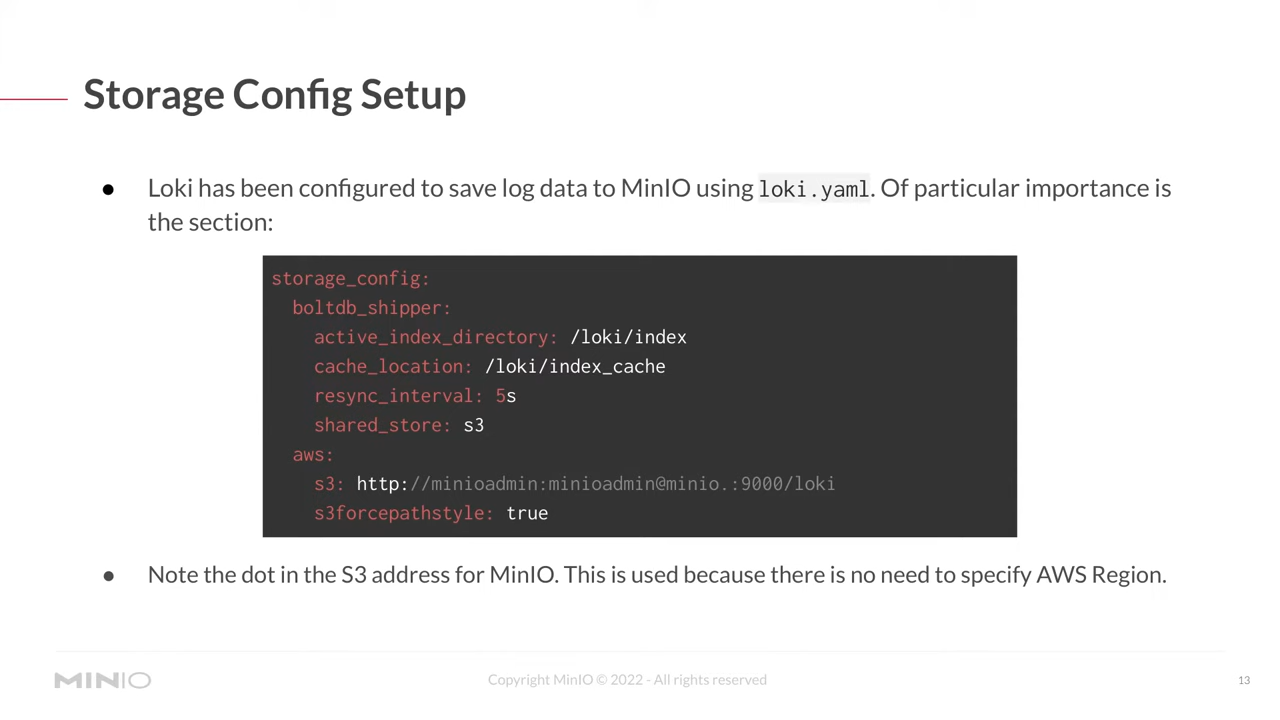 Storage Config Setup
● Loki has been configured to save log data to MinIO using loki.yaml. Of particular importance is
the section:
storage_config:
  boltdb_shipper:
    active_index_directory: /loki/index
    cache_location: /loki/index_cache
    resync_interval: 5s
    shared_store: s3
  aws:
    s3: http://minioadmin:minioadmin@minio.:9000/loki
    s3forcepathstyle: true
● Note the dot in the S3 address for MinIO. This is used because there is no need to specify AWS Region.
MINIO
Copyright MinIO © 2022 - All rights reserved
13